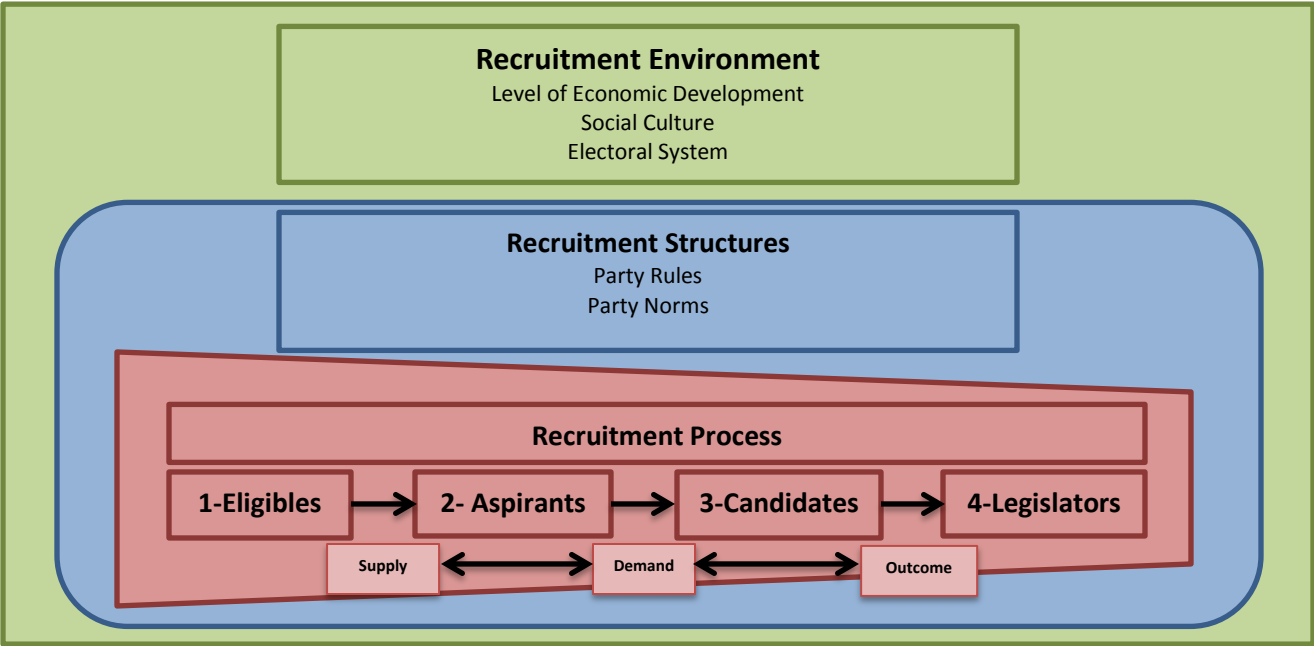 Recruitment Environment
Level of Economic Development
Social Culture
Electoral System
Recruitment Structures
Party Rules
Party Norms
Recruitment Process
1-Eligibles
2- Aspirants
3-Candidates
4-Legislators
Supply
Demand
Outcome